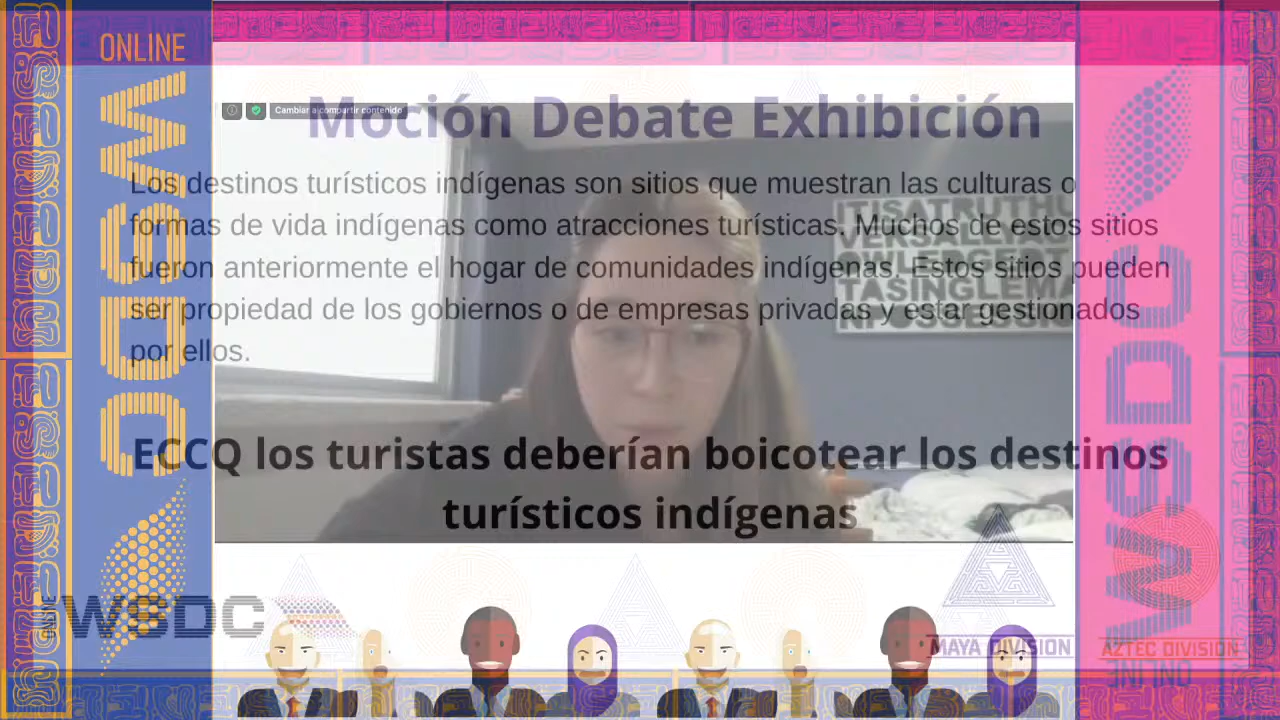 ONLINE
WSDC
Cambiar a compartir contenido
Moción Debate Exhibición
Los destinos turísticos indígenas son sitios que muestran las culturas o
formas de vida indígenas como atracciones turísticas. Muchos de estos sitios
fueron anteriormente el hogar de comunidades indígenas. Estos sitios pueden
ser propiedad de los gobiernos o de empresas privadas y estar gestionados
por ellos.
ECCQ los turistas deberían boicotear los destinos
turísticos indígenas
WSDC
ONLINE
ONLINE
WSDC
MAYA DIVISION
AZTEC DIVISION